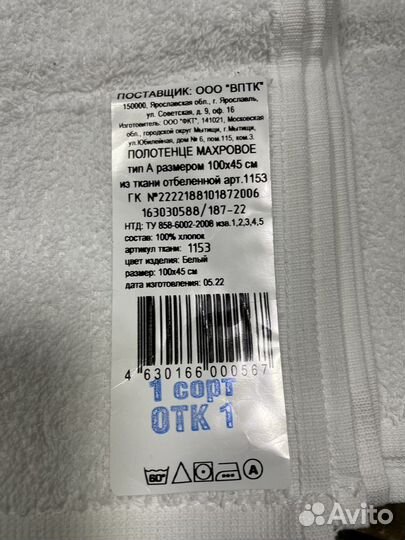 ПОСТАВЩИК: ООО "ВПТК"
150000, Ярославская обл., г. Ярославль,
ул. Советская, д. 9, оф. 16
Изготовитель: ООО "ФКТ", 141021, Московская
обл., городской округ Мытищи, г.Мытищи,
ул.Юбилейная, дом № 6, пом.115, ком.3.
ПОЛОТЕНЦЕ МАХРОВОЕ
тип А размером 100х45 см
из ткани отбеленной арт.1153
ГК №2222188101872006
163030588/187-22
НТД: ТУ 858-6002-2008 изв.1,2,3,4,5
состав: 100% хлопок
артикул ткани: 1153
цвет изделия: Белый
размер: 100х45 см
дата изготовления: 05.22
4 630166 000567
1 сорт
ОТК 1
60°
А
Avito